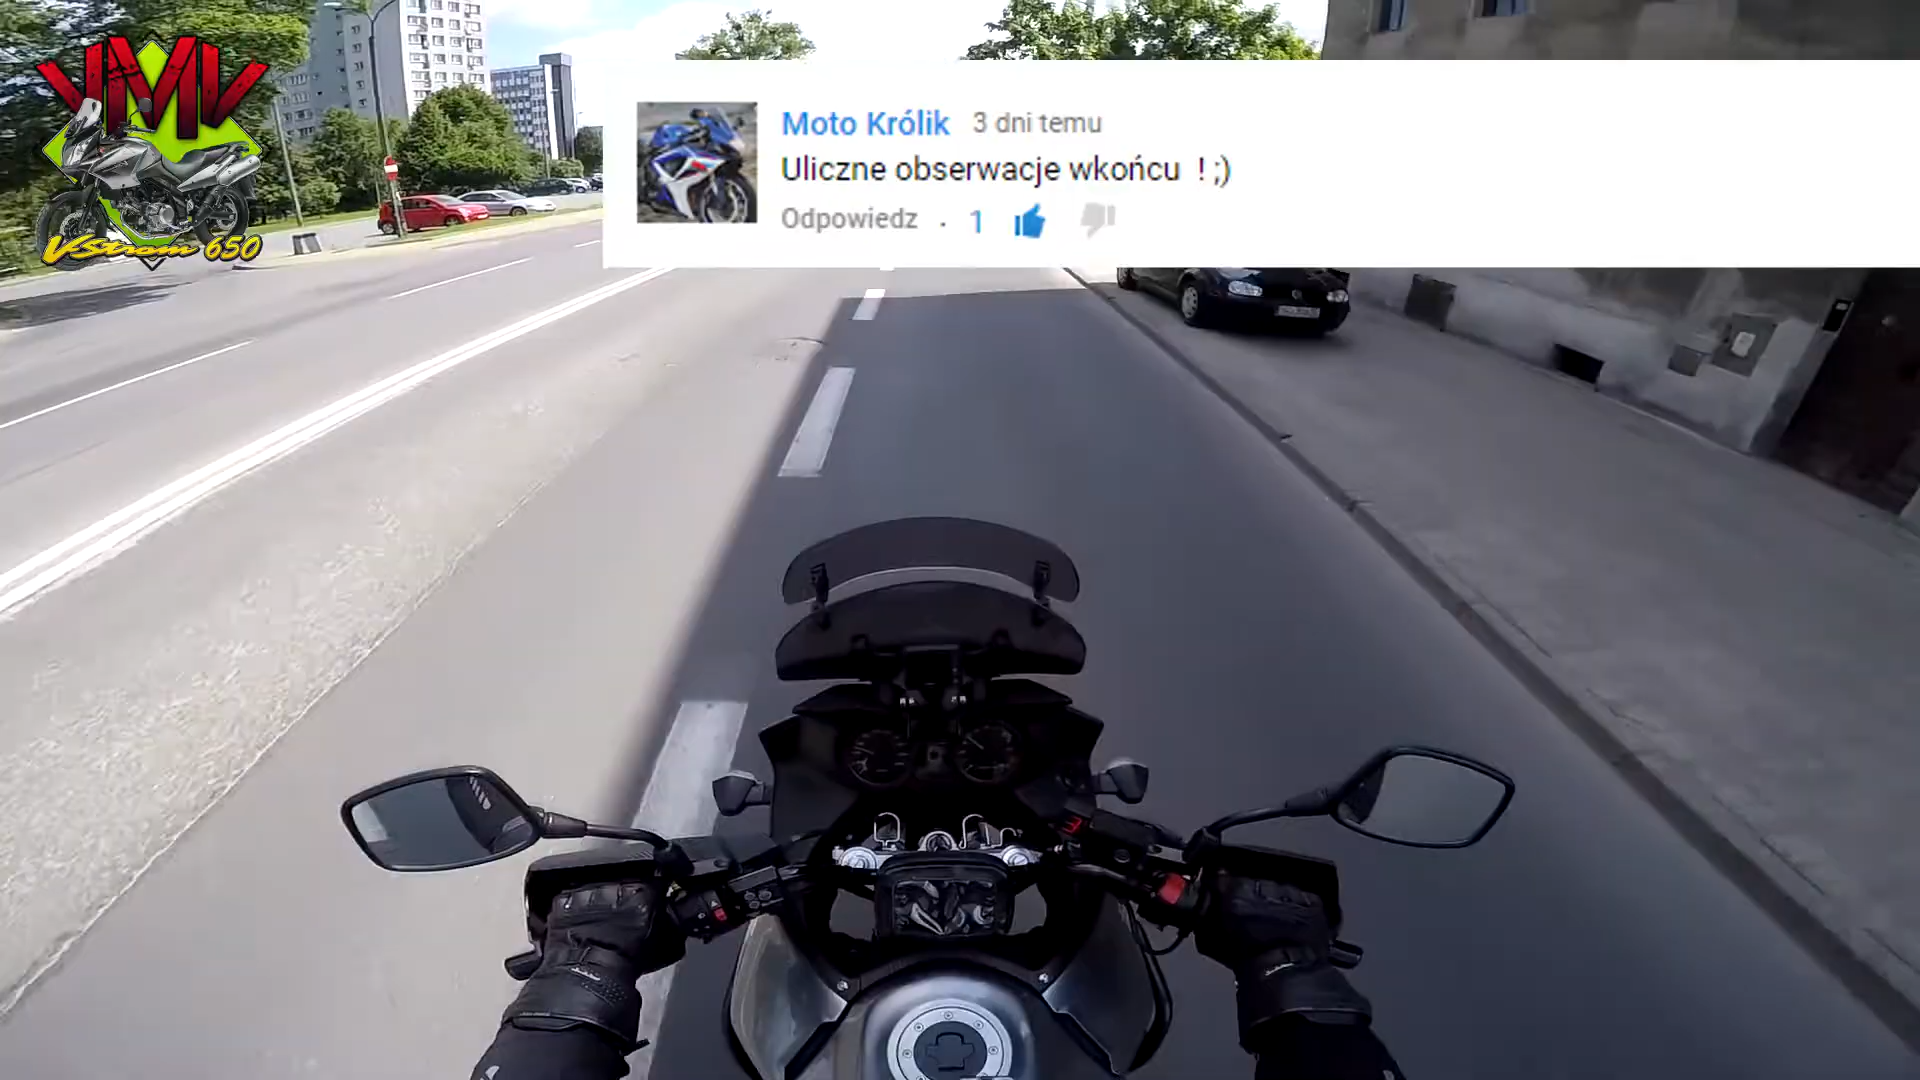 VMV
VStrom 650
Moto Królik 3 dni temu
Uliczne obserwacje wkońcu ! ;)
Odpowiedz . 1